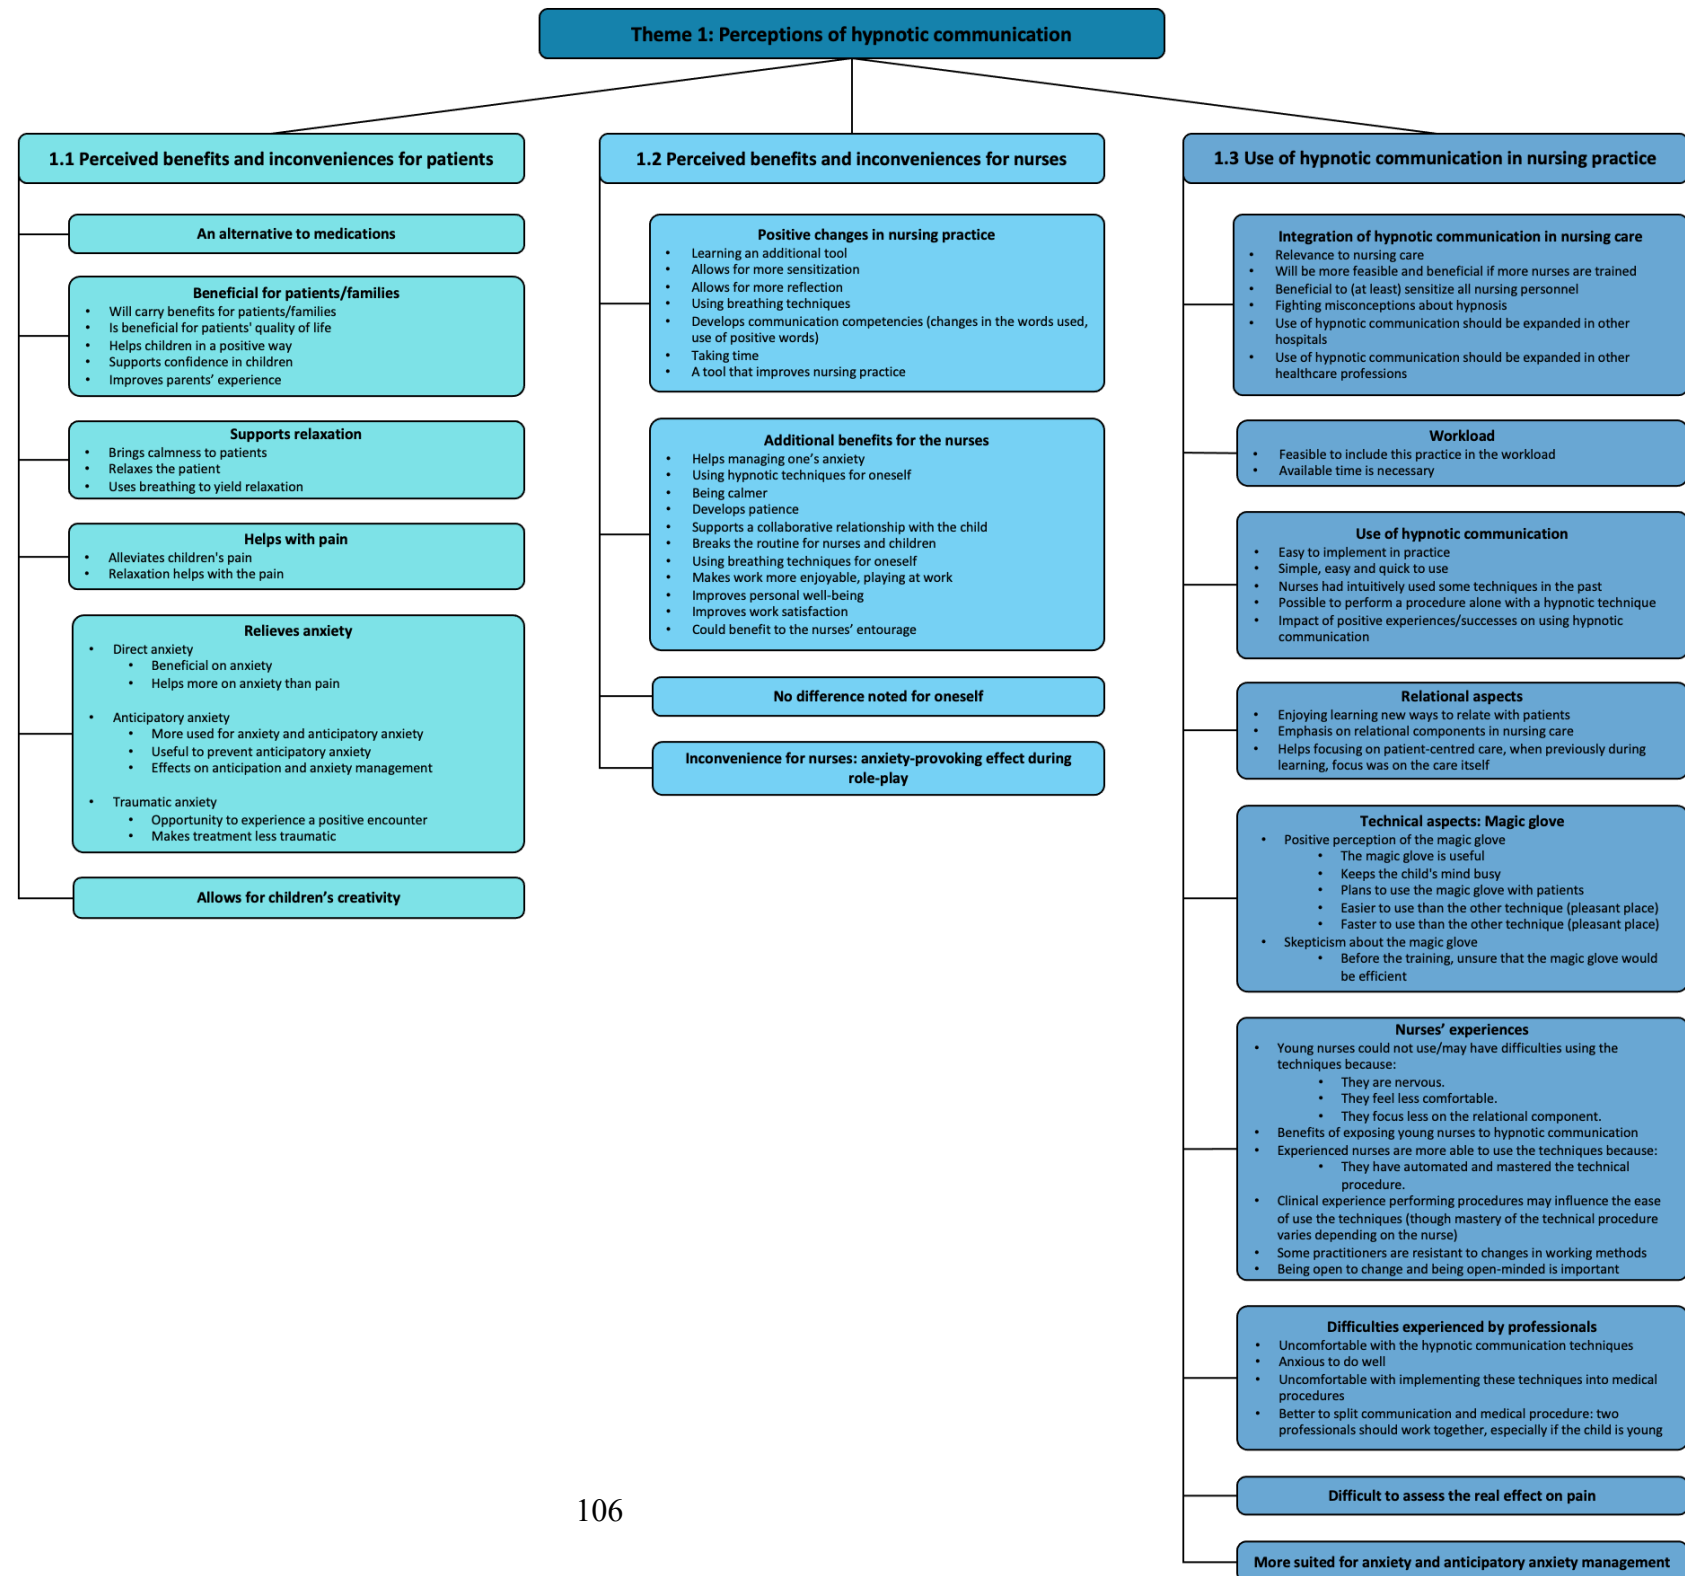 Theme 1: Perceptions of hypnotic communication
1.1 Perceived benefits and inconveniences for patients
An alternative to medications
Beneficial for patients/families
• Will carry benefits for patients/families
• Is beneficial for patients' quality of life
• Helps children in a positive way
• Supports confidence in children
• Improves parents’ experience
Supports relaxation
• Brings calmness to patients
• Relaxes the patient
• Uses breathing to yield relaxation
Helps with pain
• Alleviates children's pain
• Relaxation helps with the pain
Relieves anxiety
• Direct anxiety
• Beneficial on anxiety
• Helps more on anxiety than pain
• Anticipatory anxiety
• More used for anxiety and anticipatory anxiety
• Useful to prevent anticipatory anxiety
• Effects on anticipation and anxiety management
• Traumatic anxiety
• Opportunity to experience a positive encounter
• Makes treatment less traumatic
Allows for children’s creativity
1.2 Perceived benefits and inconveniences for nurses
Positive changes in nursing practice
• Learning an additional tool
• Allows for more sensitization
• Allows for more reflection
• Using breathing techniques
• Develops communication competencies (changes in the words used,
use of positive words)
• Taking time
• A tool that improves nursing practice
Additional benefits for the nurses
• Helps managing one’s anxiety
• Using hypnotic techniques for oneself
• Being calmer
• Develops patience
• Supports a collaborative relationship with the child
• Breaks the routine for nurses and children
• Using breathing techniques for oneself
• Makes work more enjoyable, playing at work
• Improves personal well-being
• Improves work satisfaction
• Could benefit to the nurses’ entourage
No difference noted for oneself
Inconvenience for nurses: anxiety-provoking effect during
role-play
1.3 Use of hypnotic communication in nursing practice
Integration of hypnotic communication in nursing care
• Relevance to nursing care
• Will be more feasible and beneficial if more nurses are trained
• Beneficial to (at least) sensitize all nursing personnel
• Fighting misconceptions about hypnosis
• Use of hypnotic communication should be expanded in other
hospitals
• Use of hypnotic communication should be expanded in other
healthcare professions
Workload
• Feasible to include this practice in the workload
• Available time is necessary
Use of hypnotic communication
• Easy to implement in practice
• Simple, easy and quick to use
• Nurses had intuitively used some techniques in the past
• Possible to perform a procedure alone with a hypnotic technique
• Impact of positive experiences/successes on using hypnotic
communication
Relational aspects
• Enjoying learning new ways to relate with patients
• Emphasis on relational components in nursing care
• Helps focusing on patient-centred care, when previously during
learning, focus was on the care itself
Technical aspects: Magic glove
• Positive perception of the magic glove
• The magic glove is useful
• Keeps the child's mind busy
• Plans to use the magic glove with patients
• Easier to use than the other technique (pleasant place)
• Faster to use than the other technique (pleasant place)
• Skepticism about the magic glove
• Before the training, unsure that the magic glove would
be efficient
Nurses’ experiences
• Young nurses could not use/may have difficulties using the
techniques because:
• They are nervous.
• They feel less comfortable.
• They focus less on the relational component.
• Benefits of exposing young nurses to hypnotic communication
• Experienced nurses are more able to use the techniques because:
• They have automated and mastered the technical
procedure.
• Clinical experience performing procedures may influence the ease
of use the techniques (though mastery of the technical procedure
varies depending on the nurse)
• Some practitioners are resistant to changes in working methods
• Being open to change and being open-minded is important
Difficulties experienced by professionals
• Uncomfortable with the hypnotic communication techniques
• Anxious to do well
• Uncomfortable with implementing these techniques into medical
procedures
• Better to split communication and medical procedure: two
professionals should work together, especially if the child is young
Difficult to assess the real effect on pain
More suited for anxiety and anticipatory anxiety management
106